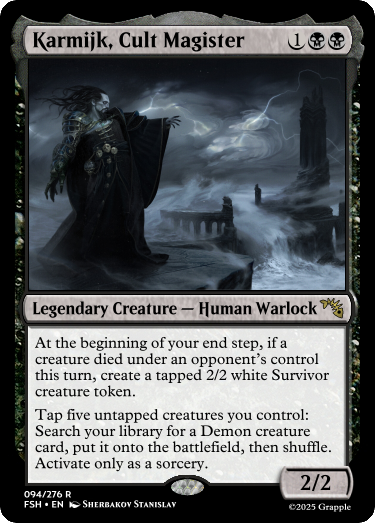 Karmijk, Cult Magister 1
Legendary Creature — Human Warlock
At the beginning of your end step, if a
creature died under an opponent's control
this turn, create a tapped 2/2 white Survivor
creature token.
Tap five untapped creatures you control:
Search your library for a Demon creature
card, put it onto the battlefield, then shuffle.
Activate only as a sorcery.
2/2
094/276 R
FSH • EN Sherbakov Stanislav
©2025 Grapple